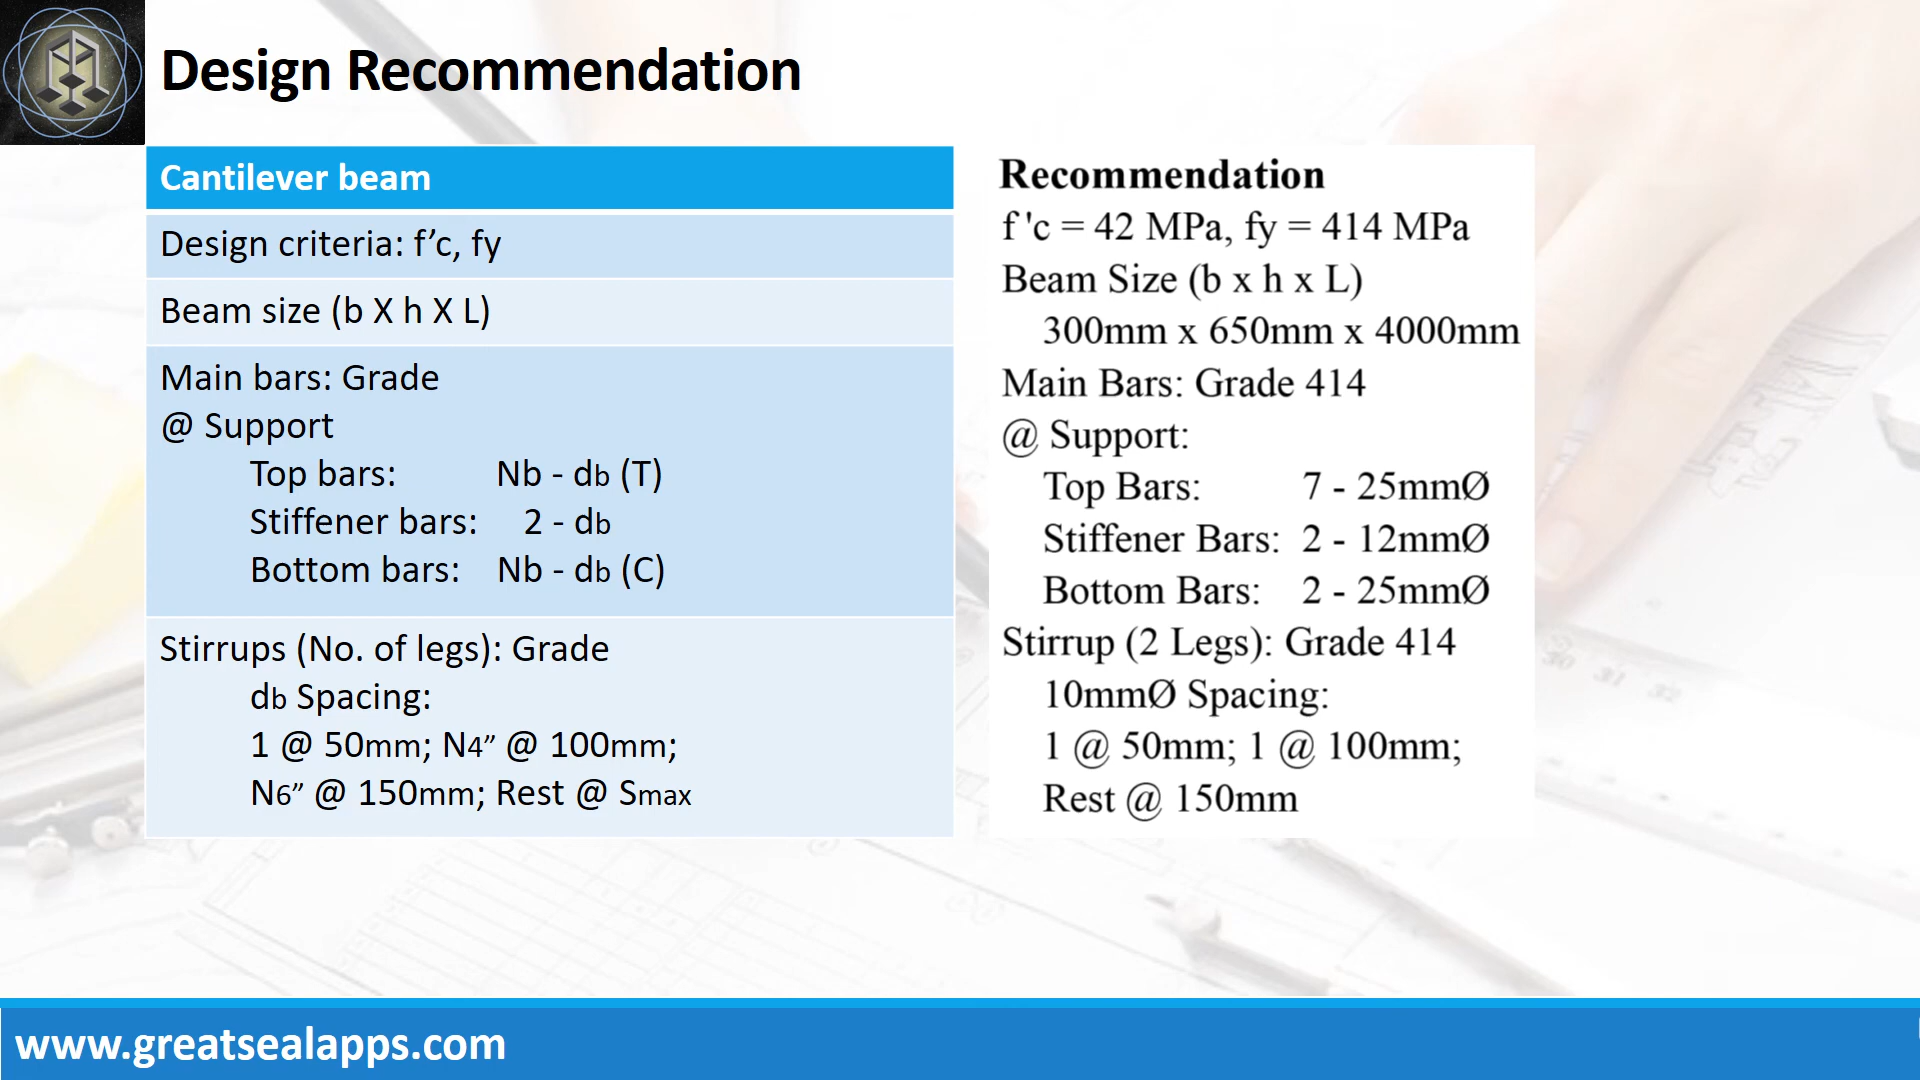 Design Recommendation
Cantilever beam
Design criteria: f’c, fy
Beam size (b X h X L)
Main bars: Grade
@ Support
Top bars: Nb - db (T)
Stiffener bars: 2 - db
Bottom bars: Nb - db (C)
Stirrups (No. of legs): Grade
db Spacing:
1 @ 50mm; N4” @ 100mm;
N6” @ 150mm; Rest @ Smax
Recommendation
f 'c = 42 MPa, fy = 414 MPa
Beam Size (b x h x L)
300mm x 650mm x 4000mm
Main Bars: Grade 414
@ Support:
Top Bars: 7 - 25mmØ
Stiffener Bars: 2 - 12mmØ
Bottom Bars: 2 - 25mmØ
Stirrup (2 Legs): Grade 414
10mmØ Spacing:
1 @ 50mm; 1 @ 100mm;
Rest @ 150mm
30 31 32
www.greatsealapps.com